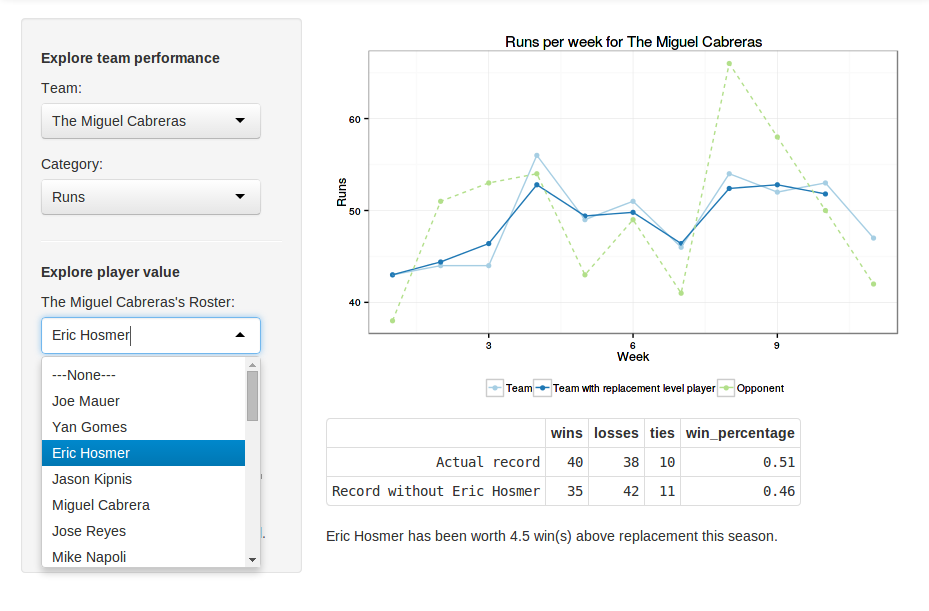 Explore team performance
Team:
The Miguel Cabreras
Category:
Runs
Explore player value
The Miguel Cabreras's Roster:
Eric Hosmer
---None---
Joe Mauer
Yan Gomes
Eric Hosmer
Jason Kipnis
Miguel Cabrera
Jose Reyes
Mike Napoli
Runs per week for The Miguel Cabreras
Runs
60
50
40
3 6 9
Week
Team Team with replacement level player Opponent
wins losses ties win_percentage
Actual record 40 38 10 0.51
Record without Eric Hosmer 35 42 11 0.46
Eric Hosmer has been worth 4.5 win(s) above replacement this season.